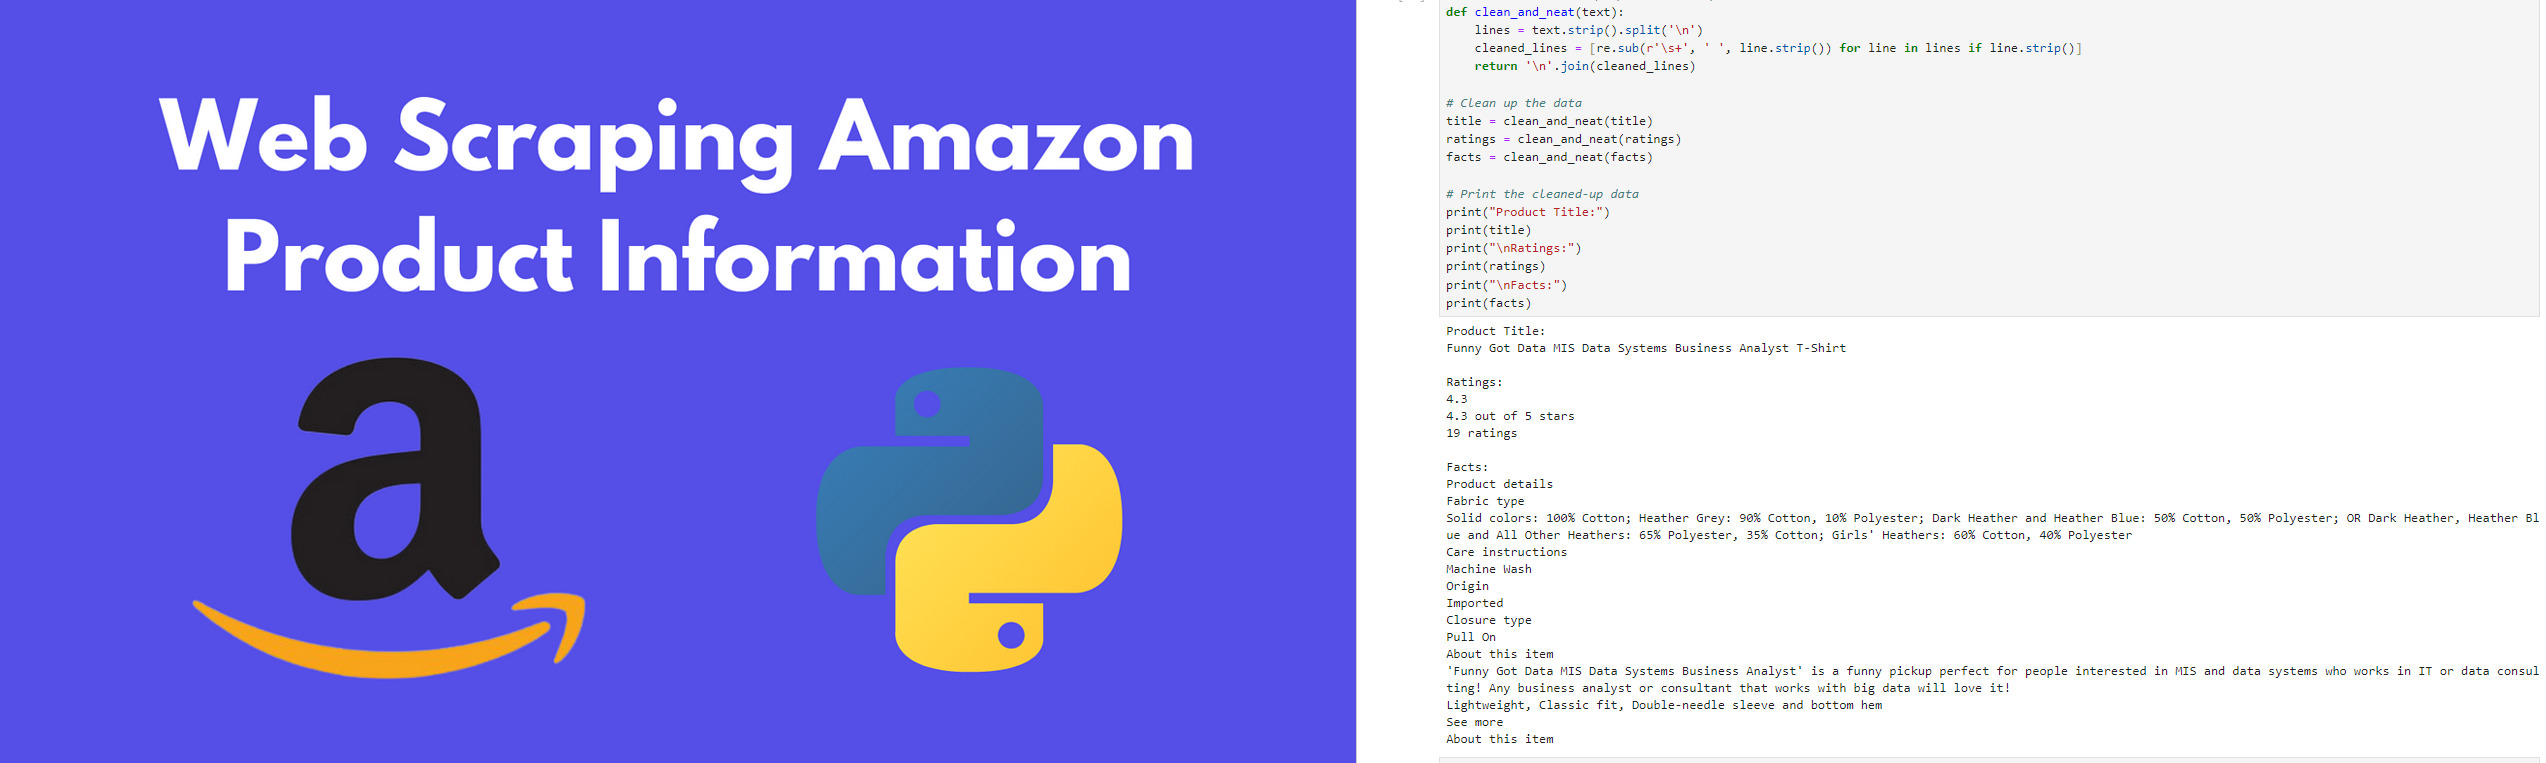 Web Scraping Amazon
Product Information
a
def clean_and_neat(text):
    lines = text.strip().split('\n')
    cleaned_lines = [re.sub(r'\s+', ' ', line.strip()) for line in lines if line.strip()]
    return '\n'.join(cleaned_lines)
# Clean up the data
title = clean_and_neat(title)
ratings = clean_and_neat(ratings)
facts = clean_and_neat(facts)
# Print the cleaned-up data
print("Product Title:")
print(title)
print("\nRatings:")
print(ratings)
print("\nFacts:")
print(facts)
Product Title:
Funny Got Data MIS Data Systems Business Analyst T-Shirt
Ratings:
4.3
4.3 out of 5 stars
19 ratings
Facts:
Product details
Fabric type
Solid colors: 100% Cotton; Heather Grey: 90% Cotton, 10% Polyester; Dark Heather and Heather Blue: 50% Cotton, 50% Polyester; OR Dark Heather, Heather Bl
ue and All Other Heathers: 65% Polyester, 35% Cotton; Girls' Heathers: 60% Cotton, 40% Polyester
Care instructions
Machine Wash
Origin
Imported
Closure type
Pull On
About this item
'Funny Got Data MIS Data Systems Business Analyst' is a funny pickup perfect for people interested in MIS and data systems who works in IT or data consul
ting! Any business analyst or consultant that works with big data will love it!
Lightweight, Classic fit, Double-needle sleeve and bottom hem
See more
About this item